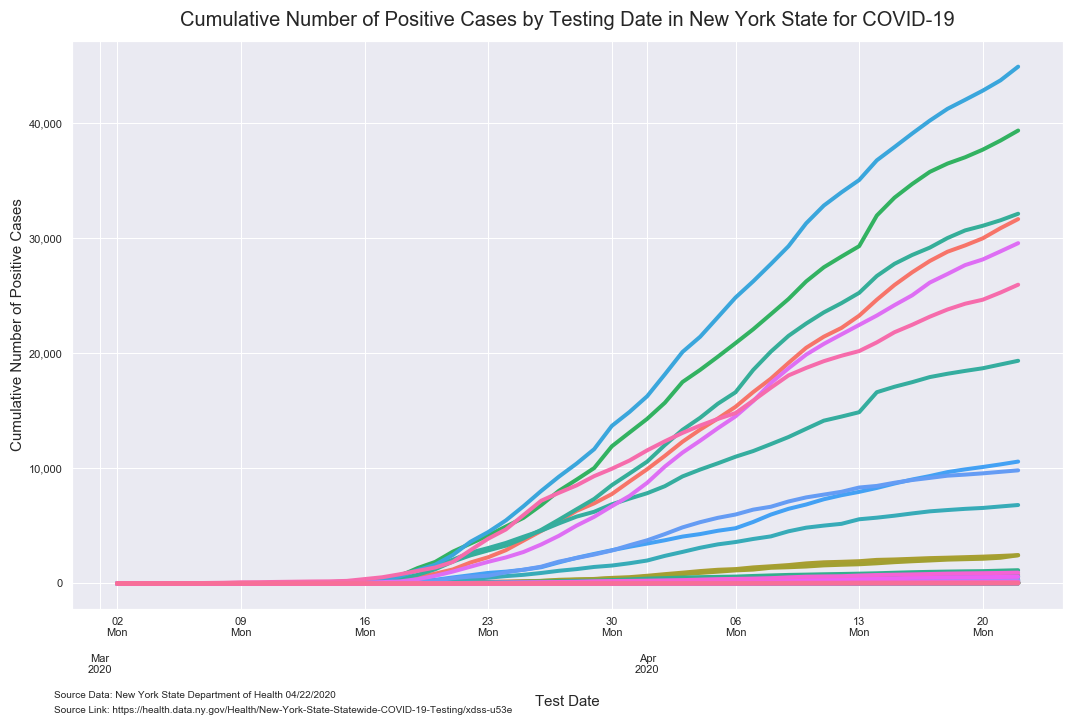 Cumulative Number of Positive Cases by Testing Date in New York State for COVID-19
Cumulative Number of Positive Cases
40,000
30,000
20,000
10,000
0
02 09 16 23 30 06 13 20
Mon Mon Mon Mon Mon Mon Mon Mon
Mar Apr
2020 2020
Test Date
Source Data: New York State Department of Health 04/22/2020
Source Link: https://health.data.ny.gov/Health/New-York-State-Statewide-COVID-19-Testing/xdss-u53e